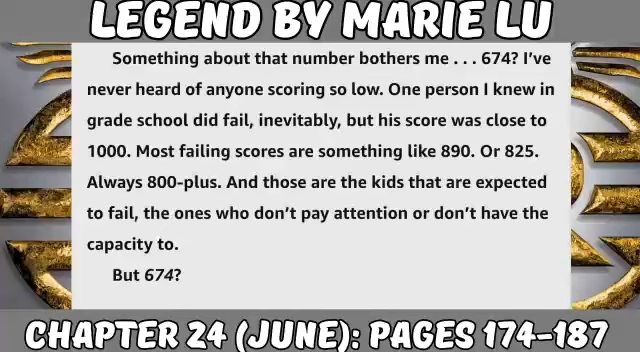 LEGEND BY MARIE LU
Something about that number bothers me . . . 674? I’ve
never heard of anyone scoring so low. One person I knew in
grade school did fail, inevitably, but his score was close to
1000. Most failing scores are something like 890. Or 825.
Always 800-plus. And those are the kids that are expected
to fail, the ones who don’t pay attention or don’t have the
capacity to.
But 674?
CHAPTER 24 (JUNE): PAGES 174-187